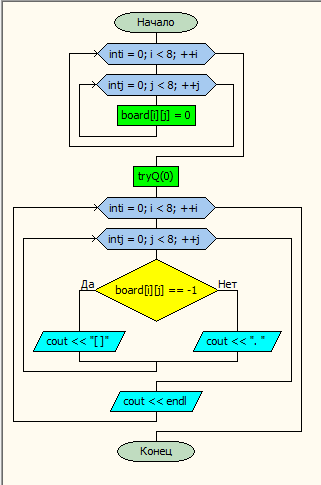 Начало
inti = 0; i < 8; ++i
intj = 0; j < 8; ++j
board[i][j] = 0
tryQ(0)
inti = 0; i < 8; ++i
intj = 0; j < 8; ++j
Да
Нет
board[i][j] == -1
cout << "[ ]"
cout << ". "
cout << endl
Конец